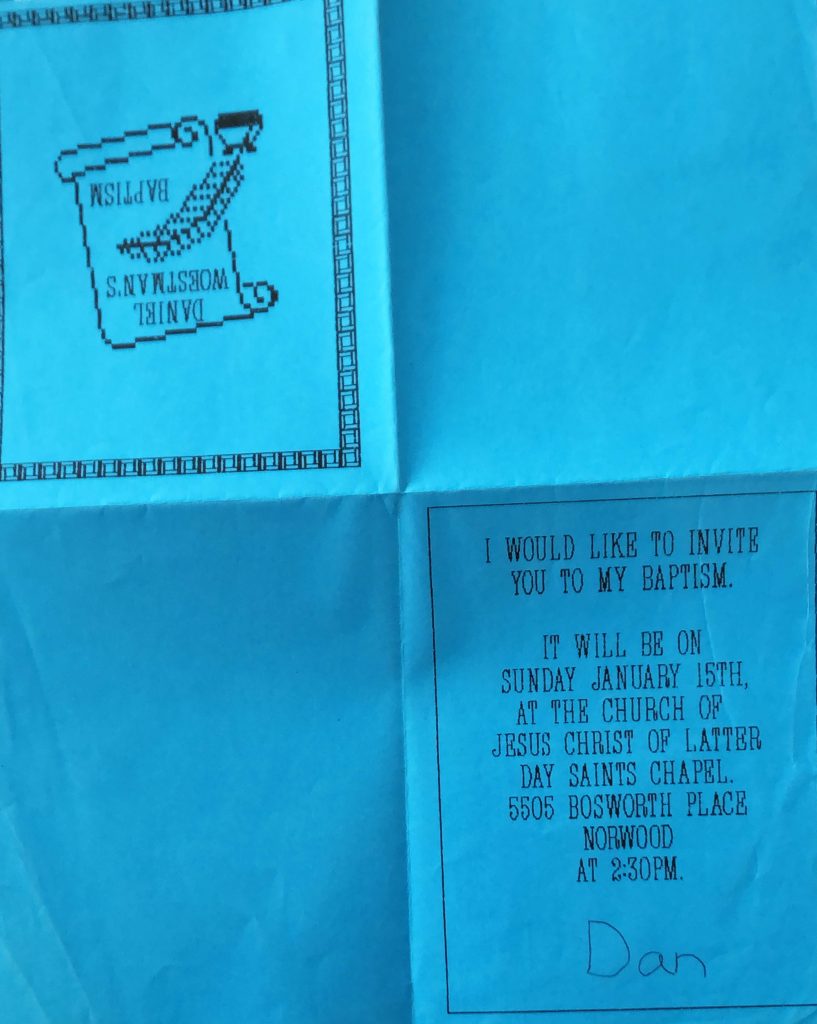 DANIEL
WOESTMAN'S
BAPTISM
I WOULD LIKE TO INVITE
YOU TO MY BAPTISM.
IT WILL BE ON
SUNDAY JANUARY 15TH,
AT THE CHURCH OF
JESUS CHRIST OF LATTER
DAY SAINTS CHAPEL.
5505 BOSWORTH PLACE
NORWOOD
AT 2:30PM.
Dan